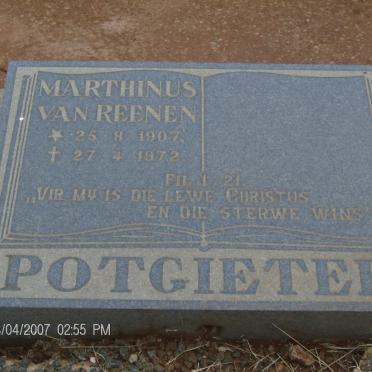 MARTHINUS
VAN REENEN
* 25 8 1907
† 27 4 1972
FIL. 1 : 21
„VIR MY IS DIE LEWE CHRISTUS
EN DIE STERWE WINS
POTGIETER
/04/2007 02:55 PM